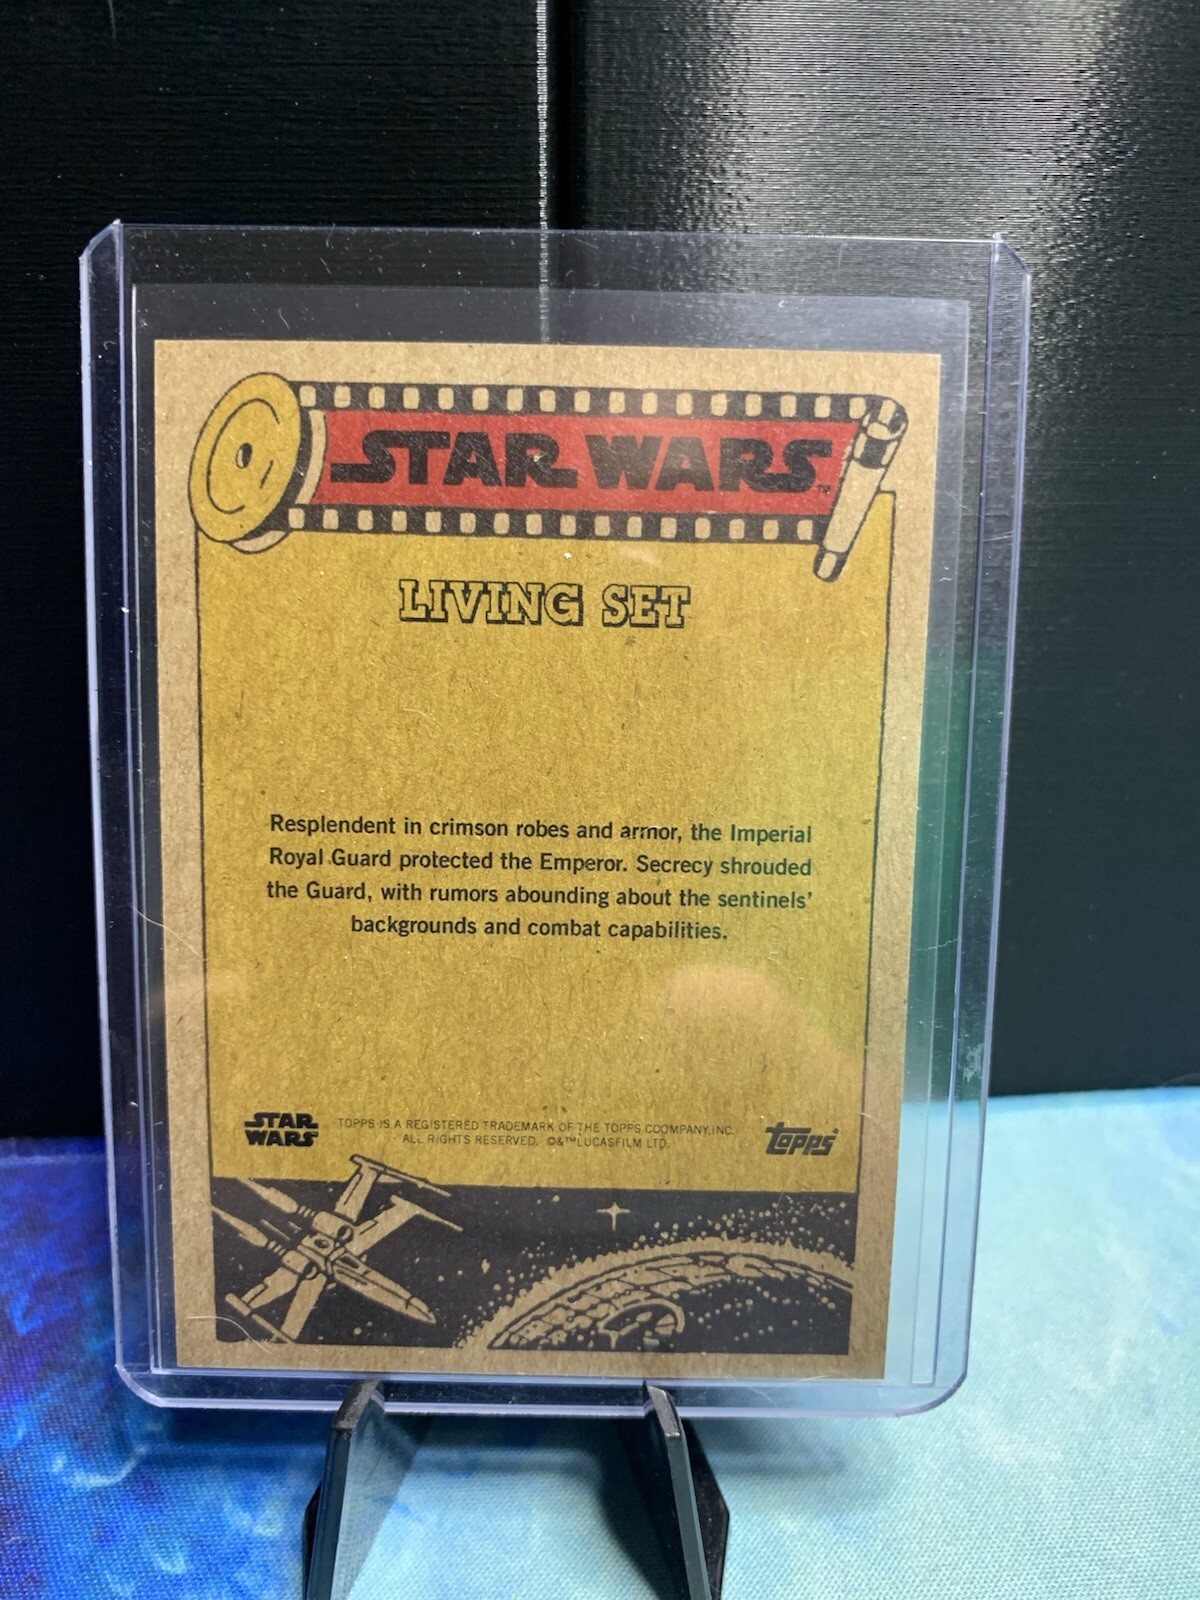 STAR WARS™
LIVING SET
Resplendent in crimson robes and armor, the Imperial
Royal Guard protected the Emperor. Secrecy shrouded
the Guard, with rumors abounding about the sentinels'
backgrounds and combat capabilities.
STAR
WARS
TOPPS IS A REGISTERED TRADEMARK OF THE TOPPS CCOMPANY,INC.
ALL RIGHTS RESERVED. ©&™LUCASFILM LTD.
topps